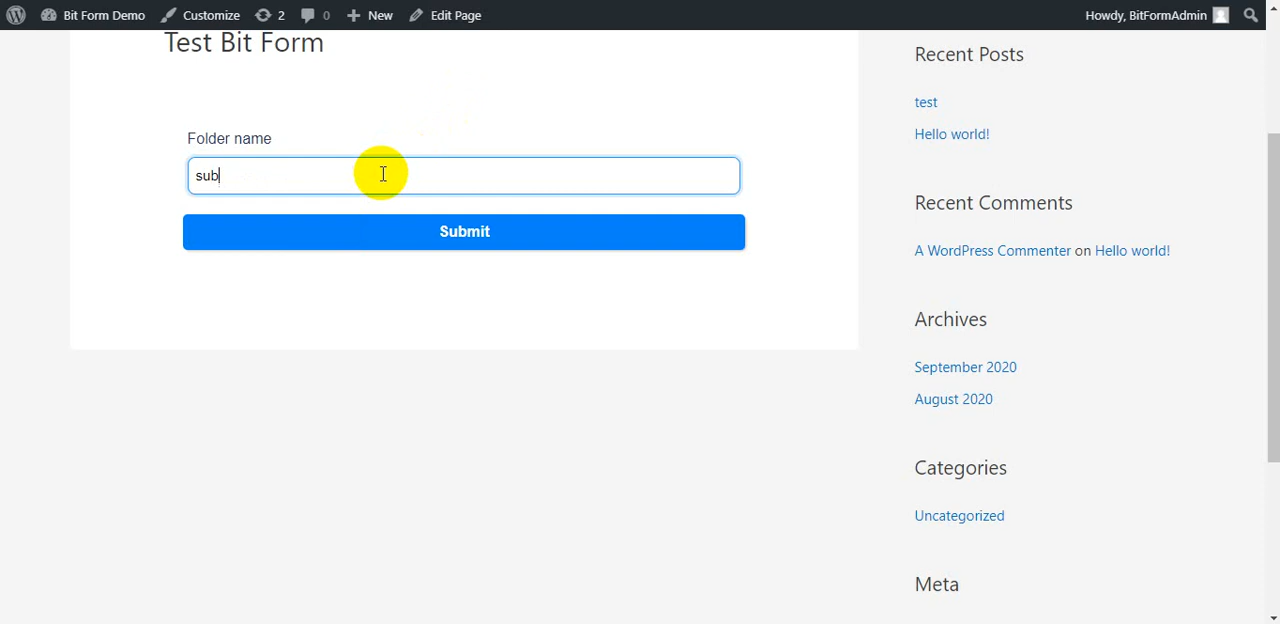 Bit Form Demo Customize 2 0 New Edit Page Howdy, BitFormAdmin
Test Bit Form
Folder name
sub
Submit
Recent Posts
test
Hello world!
Recent Comments
A WordPress Commenter on Hello world!
Archives
September 2020
August 2020
Categories
Uncategorized
Meta